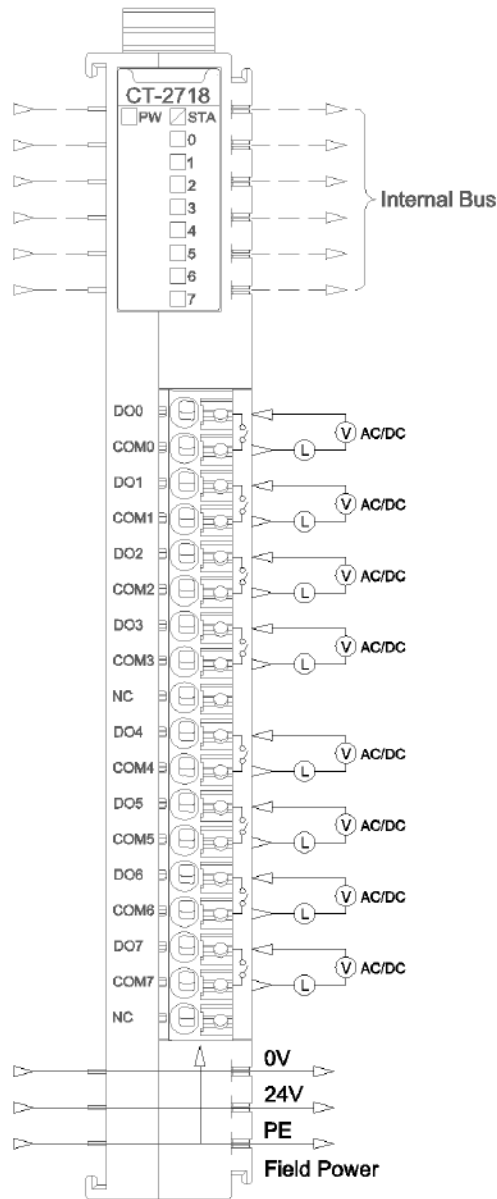 CT-2718
PW STA
0
1
2
3
4
5
6
7
Internal Bus
DO0
V AC/DC
COM0
L
DO1
V AC/DC
COM1
L
DO2
V AC/DC
COM2
L
DO3
V AC/DC
COM3
L
NC
DO4
V AC/DC
COM4
L
DO5
V AC/DC
COM5
L
DO6
V AC/DC
COM6
L
DO7
V AC/DC
COM7
L
NC
0V
24V
PE
Field Power